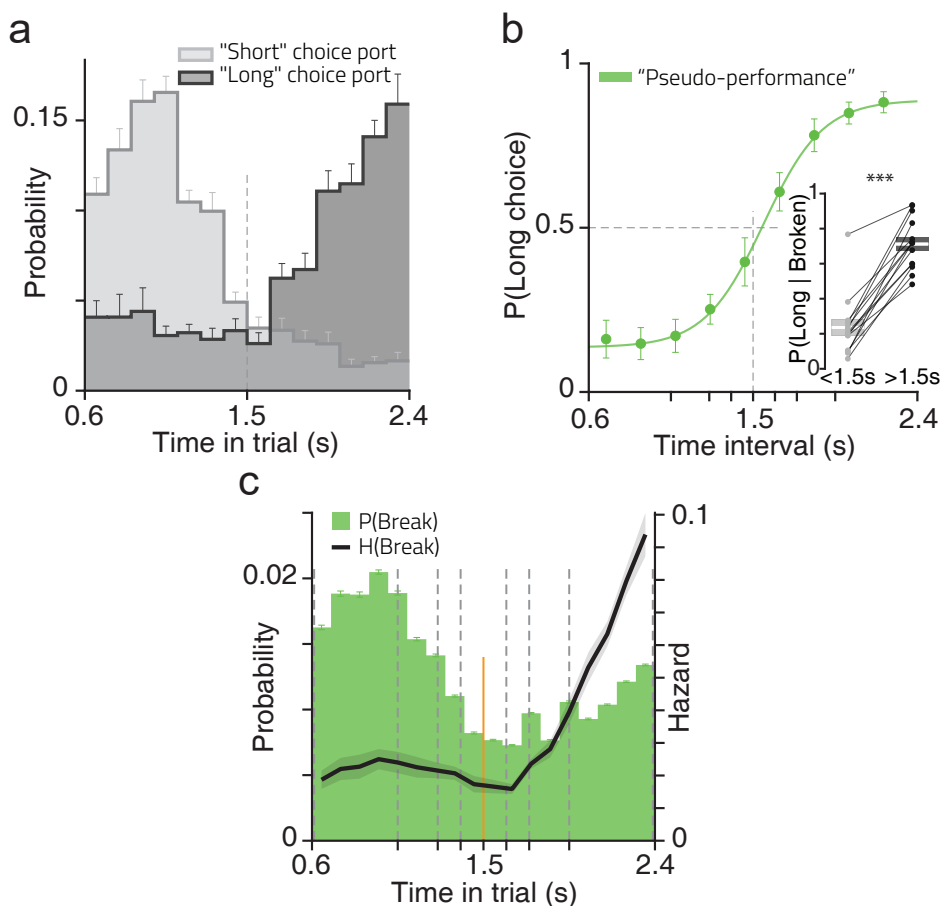 a
"Short" choice port
"Long" choice port
0.15
0
Probability
0.6
1.5
2.4
Time in trial (s)
b
1
0.5
0
P(Long choice)
"Pseudo-performance"
0.6
1.5
2.4
Time interval (s)
***
1
0
P(Long | Broken)
<1.5s >1.5s
c
P(Break)
H(Break)
0.02
0
Probability
0.1
0
Hazard
0.6
1.5
2.4
Time in trial (s)